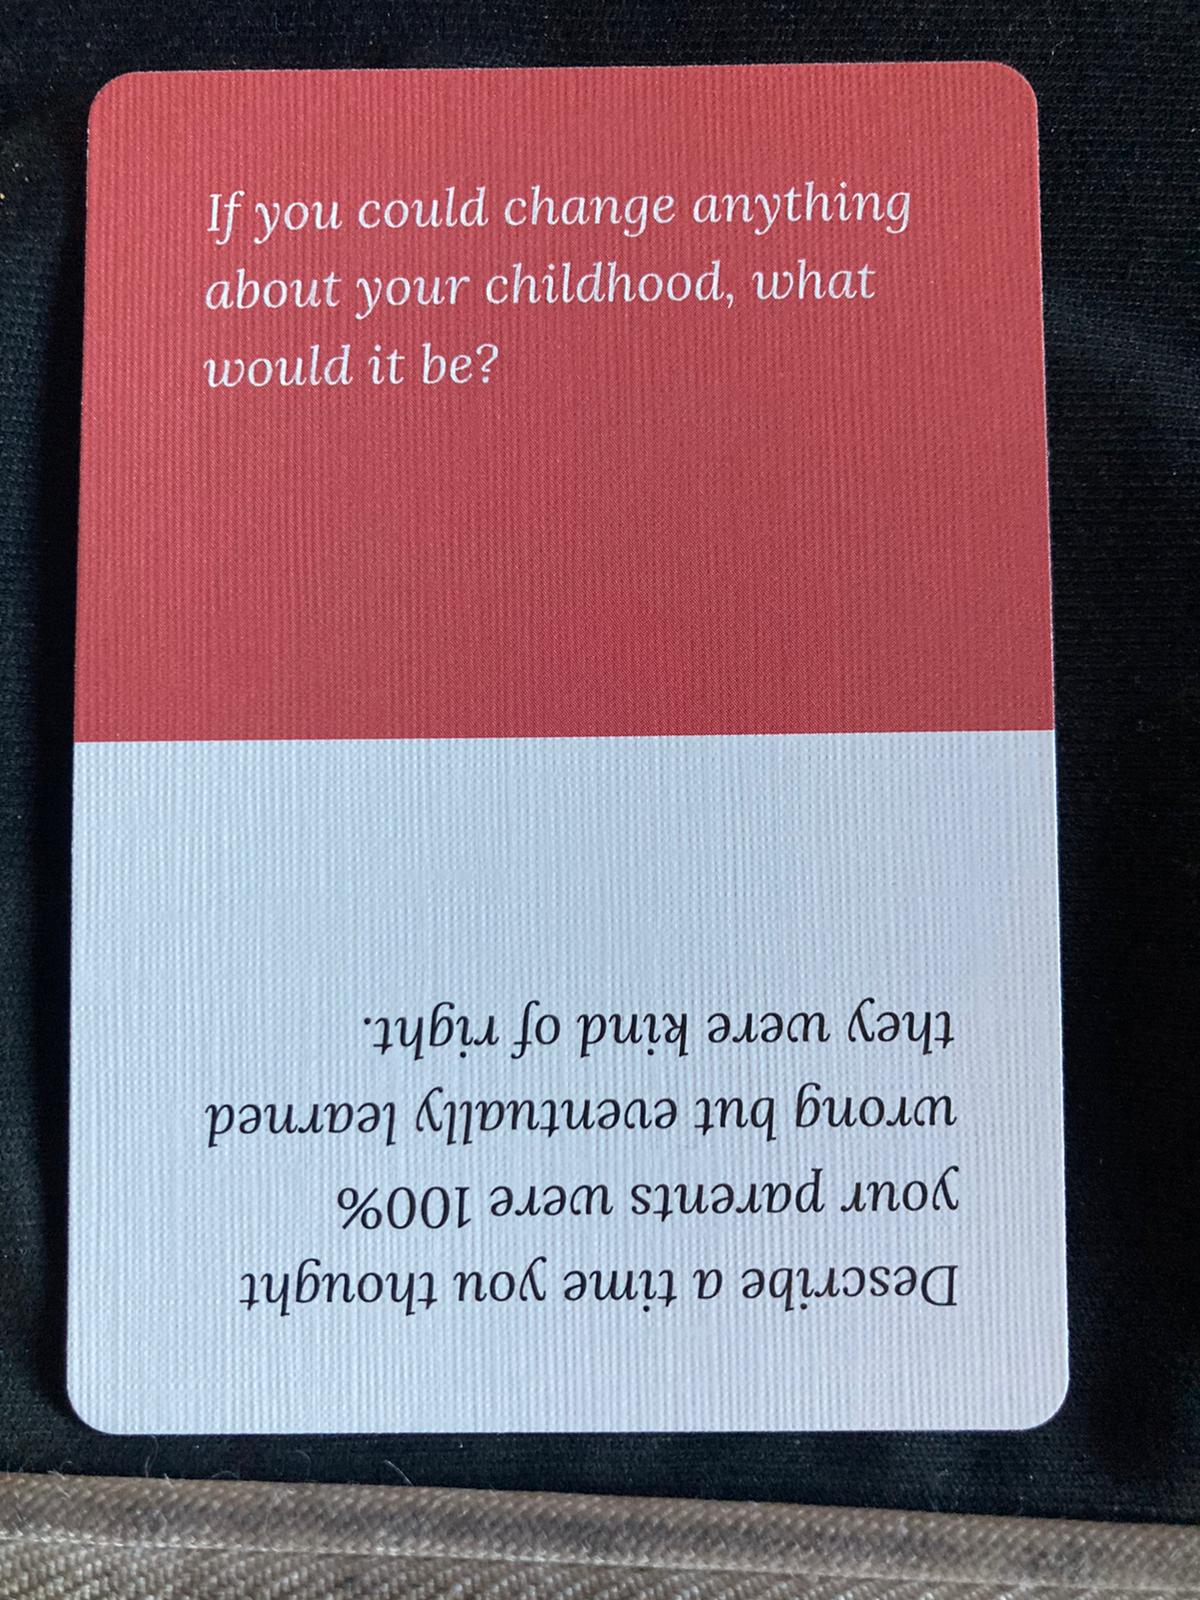 If you could change anything
about your childhood, what
would it be?
Describe a time you thought
your parents were 100%
wrong but eventually learned
they were kind of right.